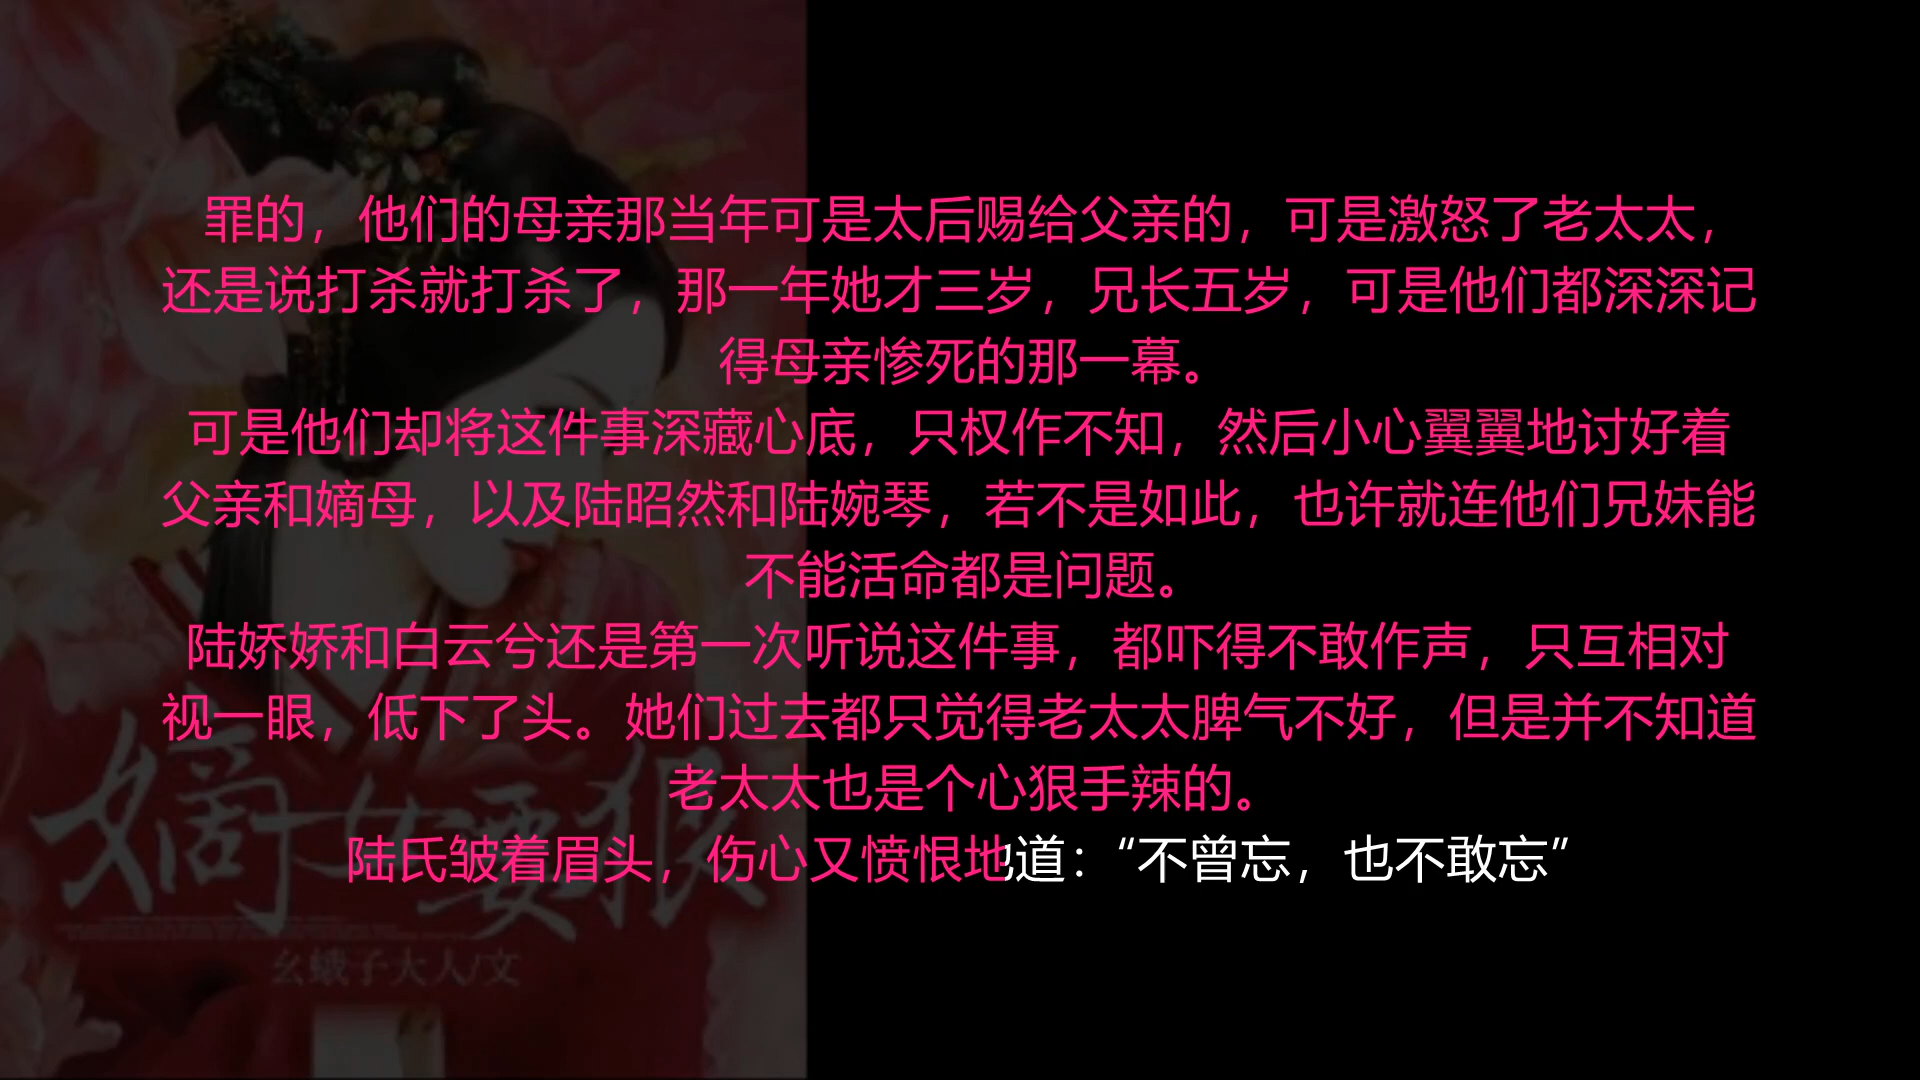 罪的，他们的母亲那当年可是太后赐给父亲的，可是激怒了老太太，
还是说打杀就打杀了，那一年她才三岁，兄长五岁，可是他们都深深记
得母亲惨死的那一幕。
可是他们却将这件事深藏心底，只权作不知，然后小心翼翼地讨好着
父亲和嫡母，以及陆昭然和陆婉琴，若不是如此，也许就连他们兄妹能
不能活命都是问题。
陆娇娇和白云兮还是第一次听说这件事，都吓得不敢作声，只互相对
视一眼，低下了头。她们过去都只觉得老太太脾气不好，但是并不知道
老太太也是个心狠手辣的。
陆氏皱着眉头，伤心又愤恨地道：“不曾忘，也不敢忘”
嫡女要狠
幺蛾子大人/文